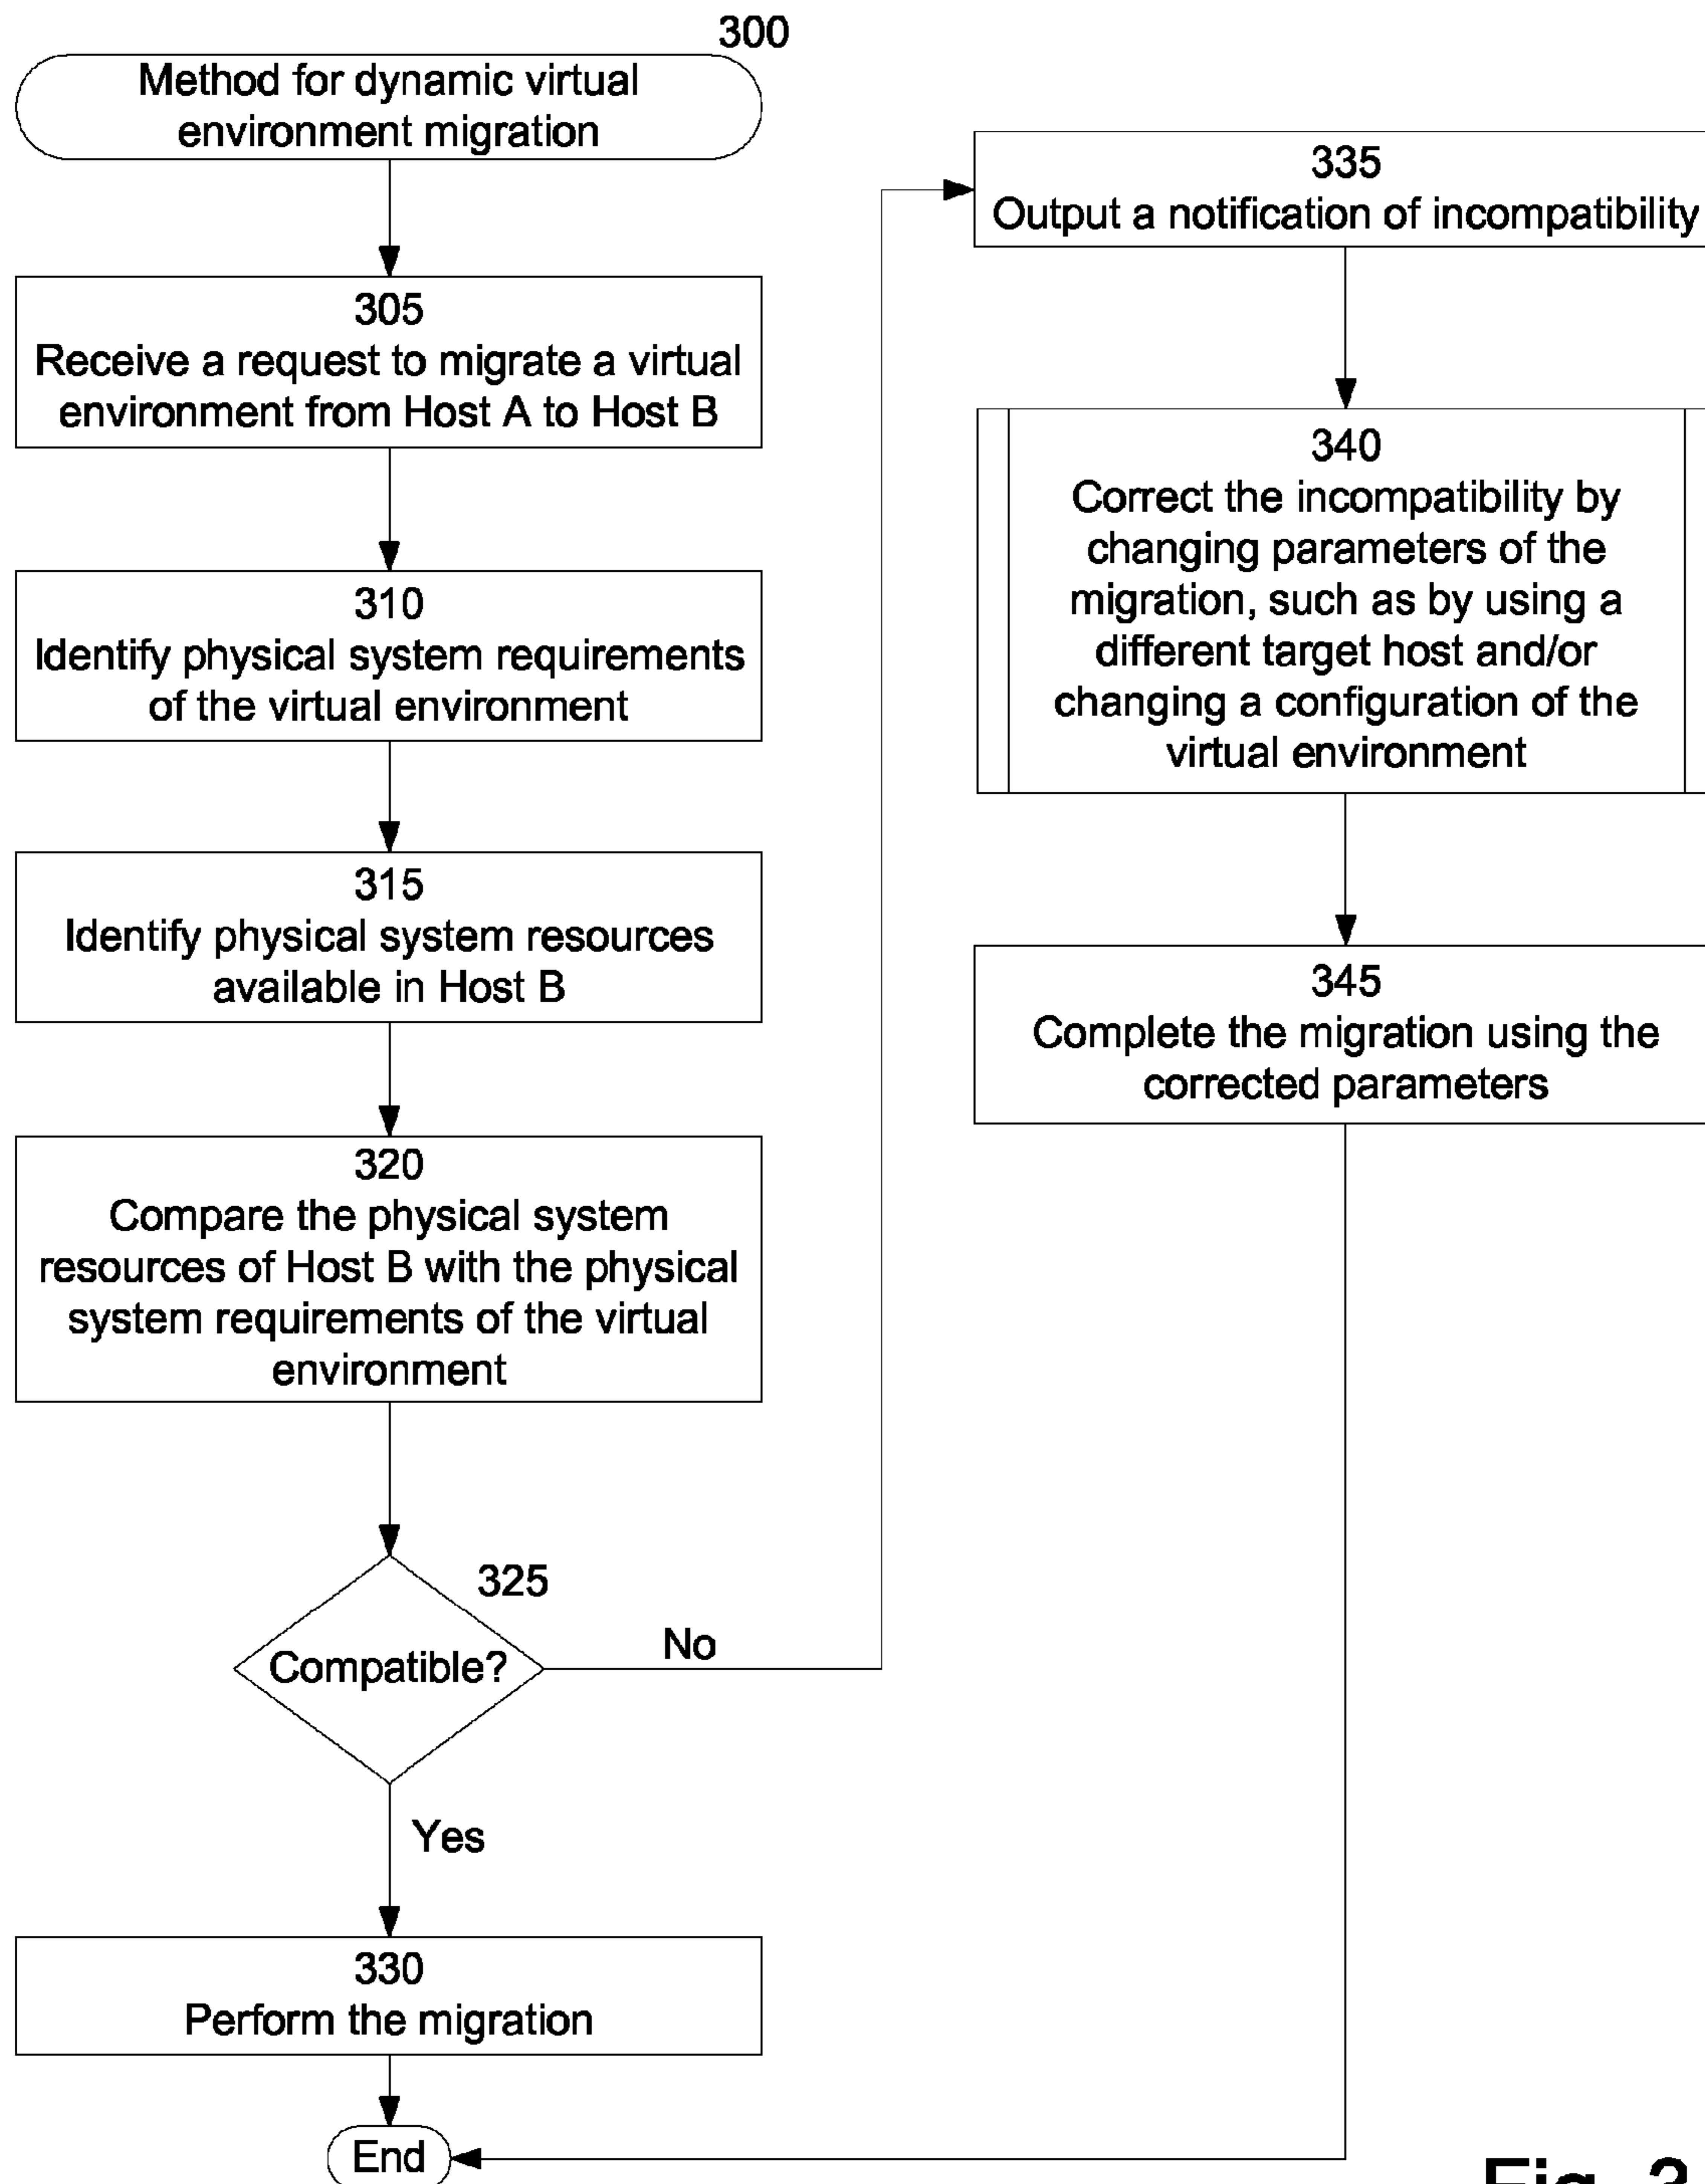 300
Method for dynamic virtual
environment migration
305
Receive a request to migrate a virtual
environment from Host A to Host B
310
Identify physical system requirements
of the virtual environment
315
Identify physical system resources
available in Host B
320
Compare the physical system
resources of Host B with the physical
system requirements of the virtual
environment
325
Compatible?
No
Yes
330
Perform the migration
End
335
Output a notification of incompatibility
340
Correct the incompatibility by
changing parameters of the
migration, such as by using a
different target host and/or
changing a configuration of the
virtual environment
345
Complete the migration using the
corrected parameters
Fig. 3